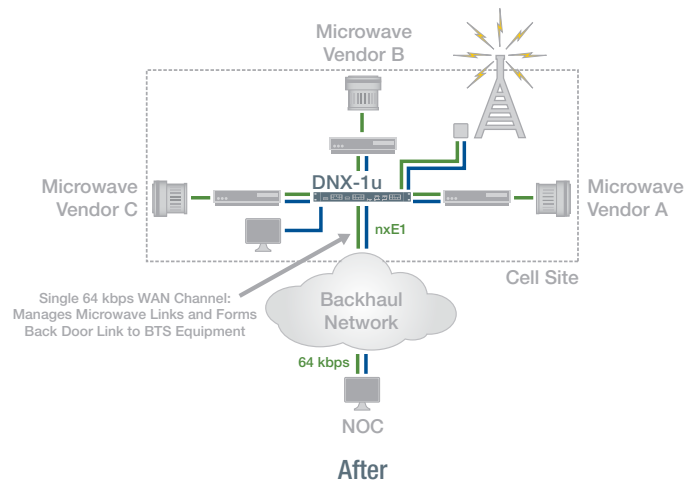 Microwave
Vendor B
Microwave
Vendor C
DNX-1u
Microwave
Vendor A
nxE1
Cell Site
Single 64 kbps WAN Channel:
Manages Microwave Links and Forms
Back Door Link to BTS Equipment
Backhaul
Network
64 kbps
NOC
After